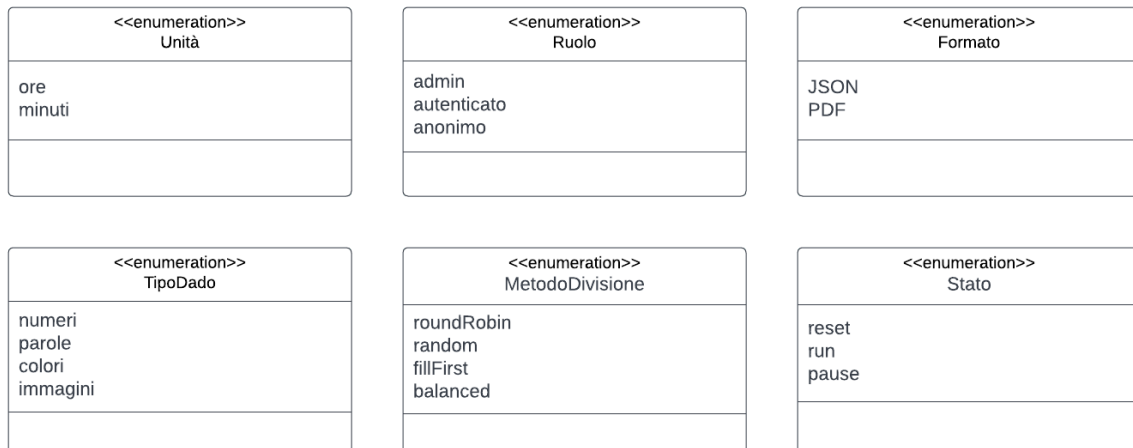 <<enumeration>>
Unità
ore
minuti
<<enumeration>>
Ruolo
admin
autenticato
anonimo
<<enumeration>>
Formato
JSON
PDF
<<enumeration>>
TipoDado
numeri
parole
colori
immagini
<<enumeration>>
MetodoDivisione
roundRobin
random
fillFirst
balanced
<<enumeration>>
Stato
reset
run
pause